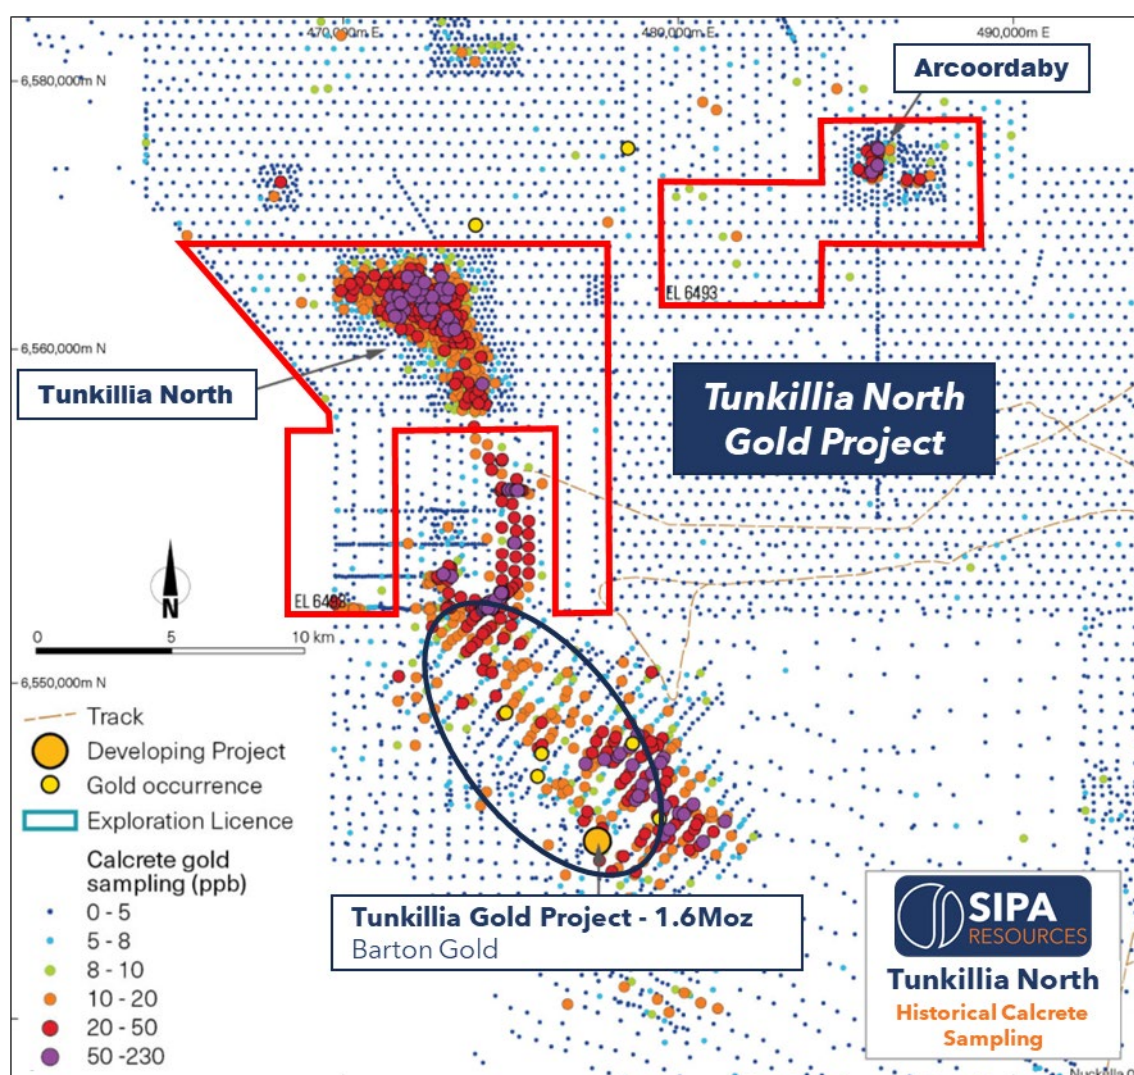 470,000m E
480,000m E
490,000m E
6,580,000m N
Arcoordaby
EL 6493
6,560,000m N
Tunkillia North
Tunkillia North
Gold Project
N
EL 6493
0 5 10 km
6,550,000m N
Track
Developing Project
Gold occurrence
Exploration Licence
Calcrete gold
sampling (ppb)
0 - 5
5 - 8
8 - 10
10 - 20
20 - 50
50 -230
Tunkillia Gold Project - 1.6Moz
Barton Gold
SIPA
RESOURCES
Tunkillia North
Historical Calcrete
Sampling